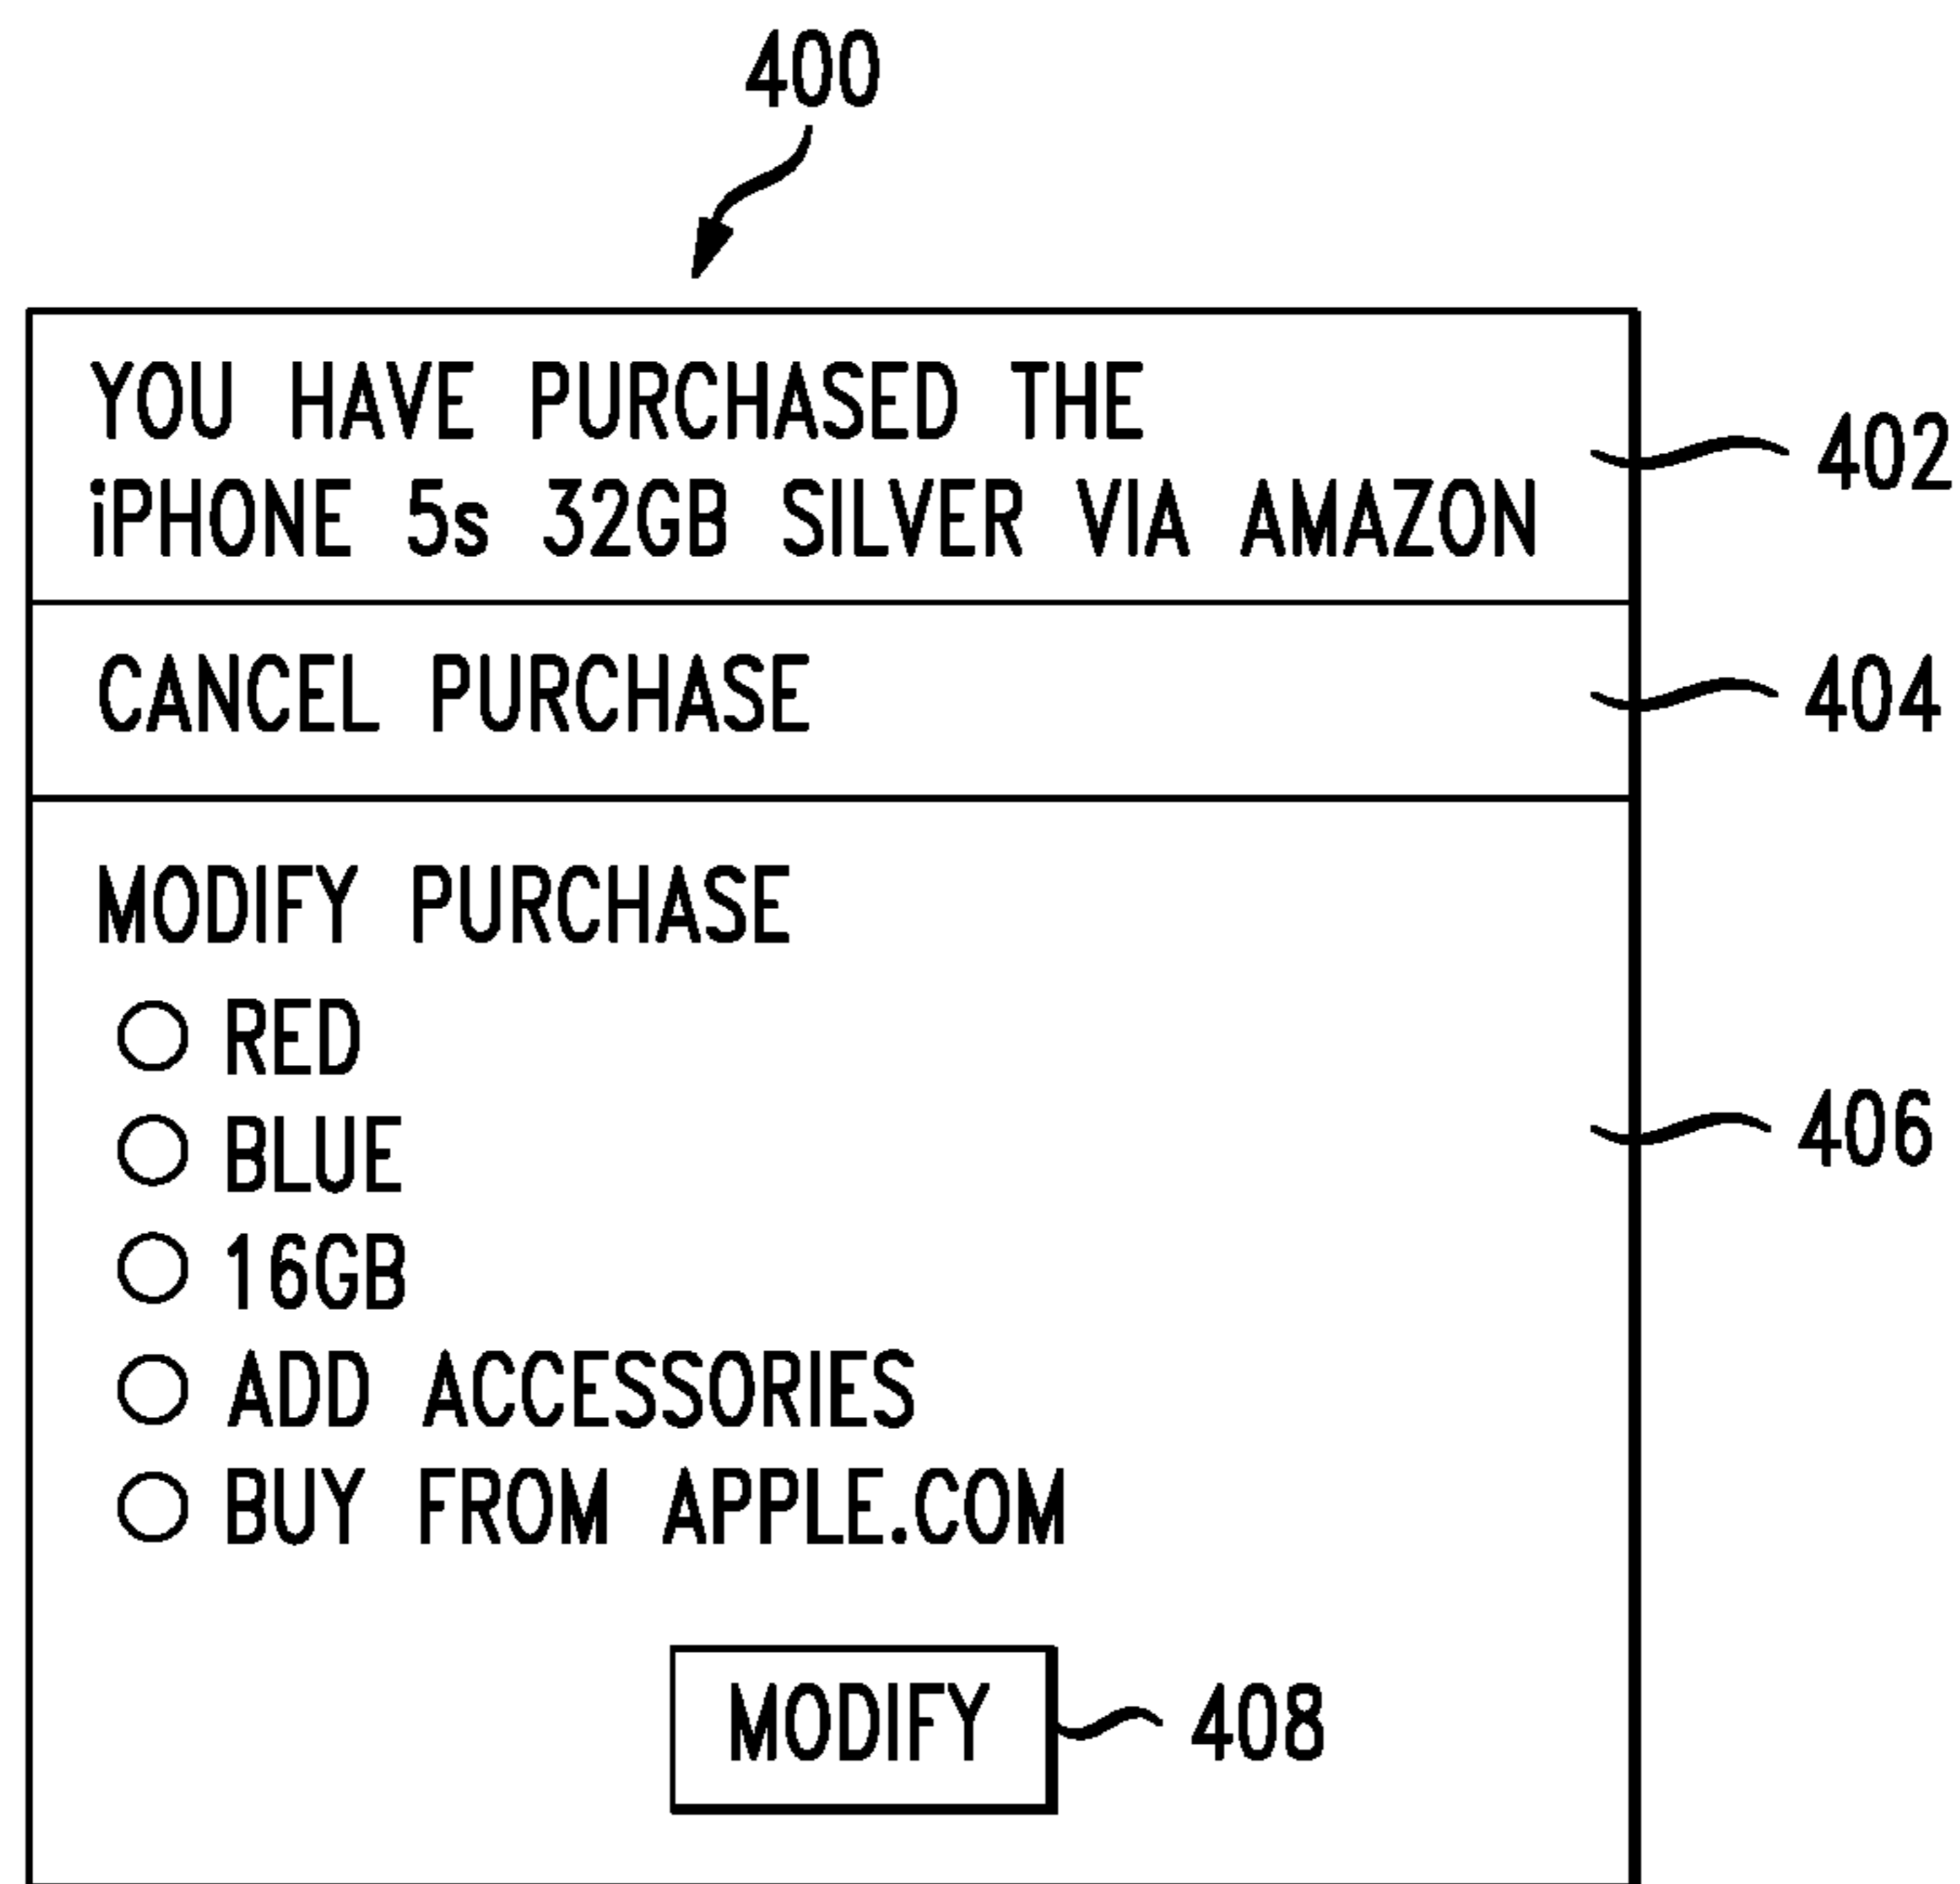 400
YOU HAVE PURCHASED THE
iPHONE 5s 32GB SILVER VIA AMAZON
402
CANCEL PURCHASE
404
MODIFY PURCHASE
RED
BLUE
406
16GB
ADD ACCESSORIES
BUY FROM APPLE.COM
MODIFY
408